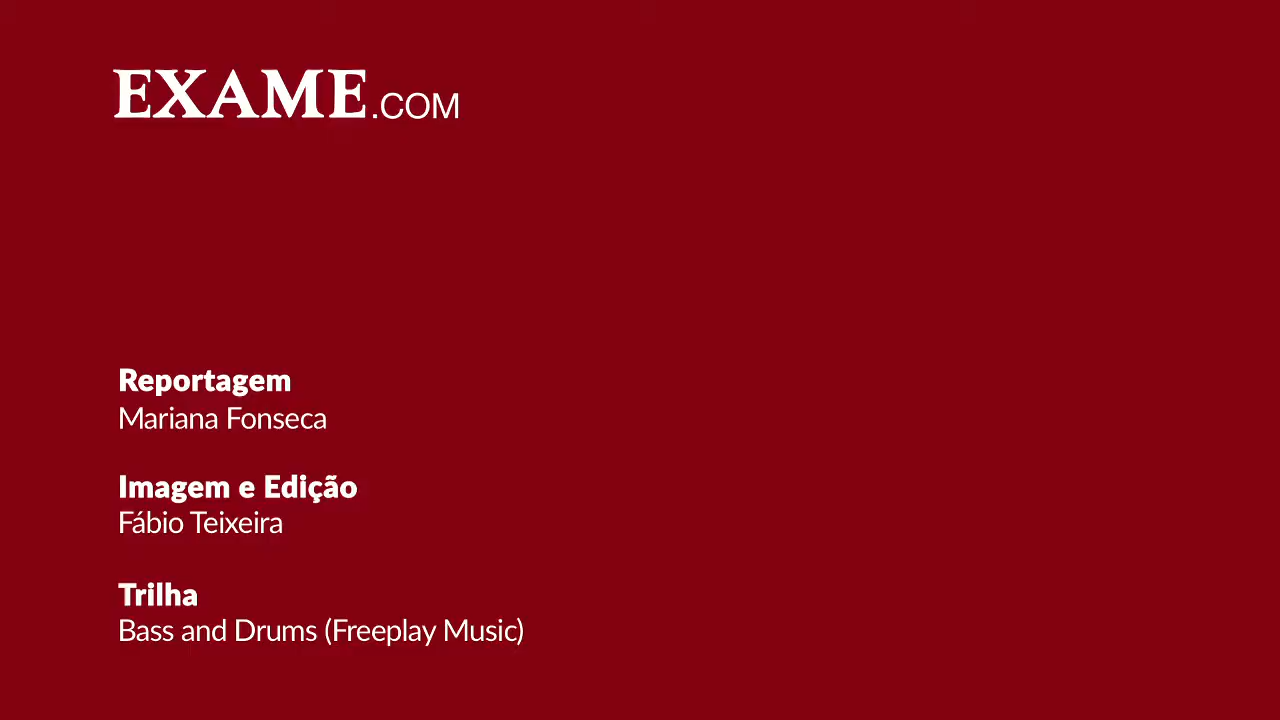 EXAME.COM
Reportagem
Mariana Fonseca
Imagem e Edição
Fábio Teixeira
Trilha
Bass and Drums (Freeplay Music)